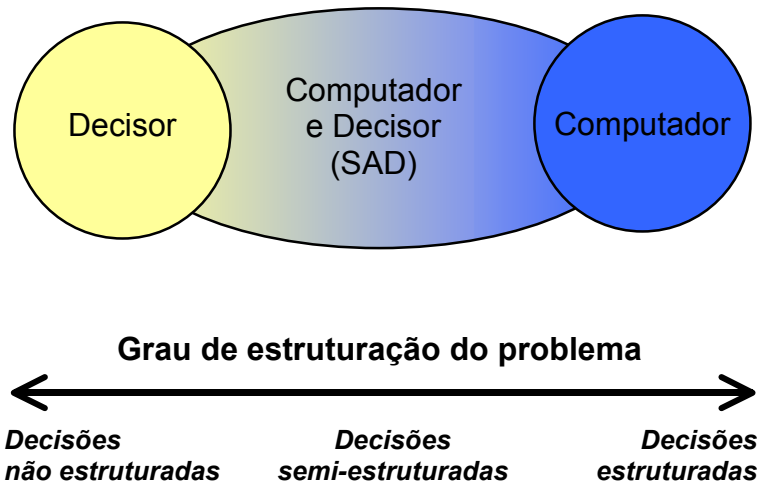 Decisor
Computador
e Decisor
(SAD)
Computador
Grau de estruturação do problema
Decisões
não estruturadas
Decisões
semi-estruturadas
Decisões
estruturadas